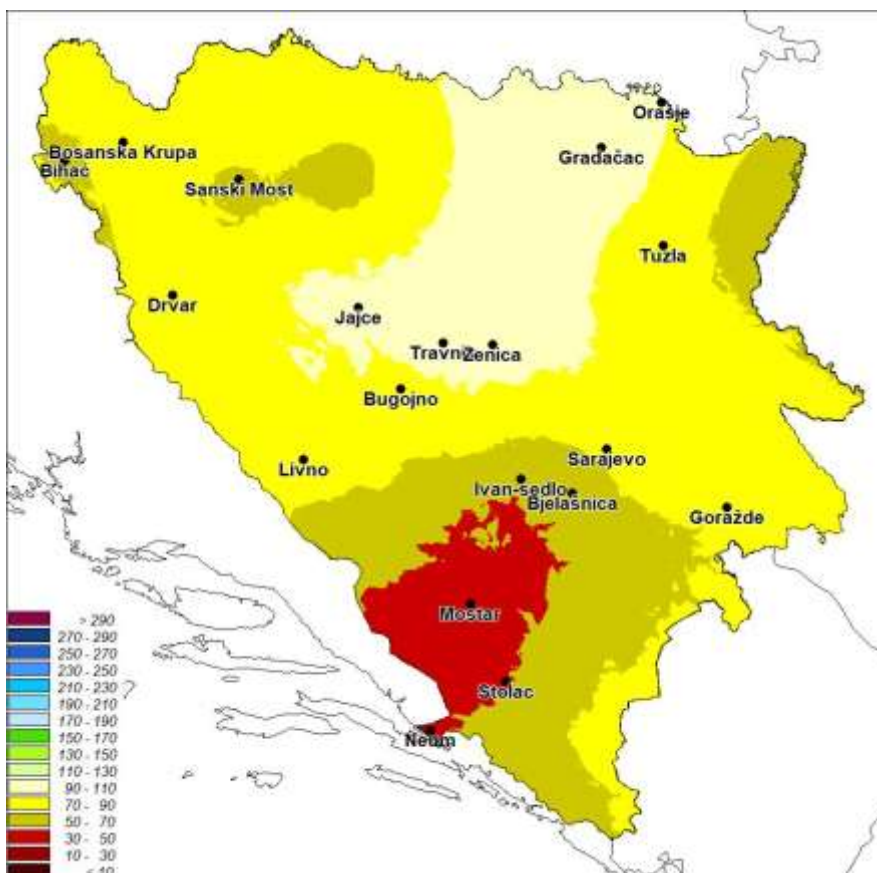 Orašje
Gradačac
Bosanska Krupa
Bihać
Sanski Most
Tuzla
Drvar
Jajce
Travnik
Zenica
Bugojno
Livno
Sarajevo
Ivan-sedlo
Bjelašnica
Goražde
Mostar
Stolac
Neum
> 290
270 - 290
250 - 270
230 - 250
210 - 230
190 - 210
170 - 190
150 - 170
130 - 150
110 - 130
90 - 110
70 - 90
50 - 70
30 - 50
10 - 30
< 10